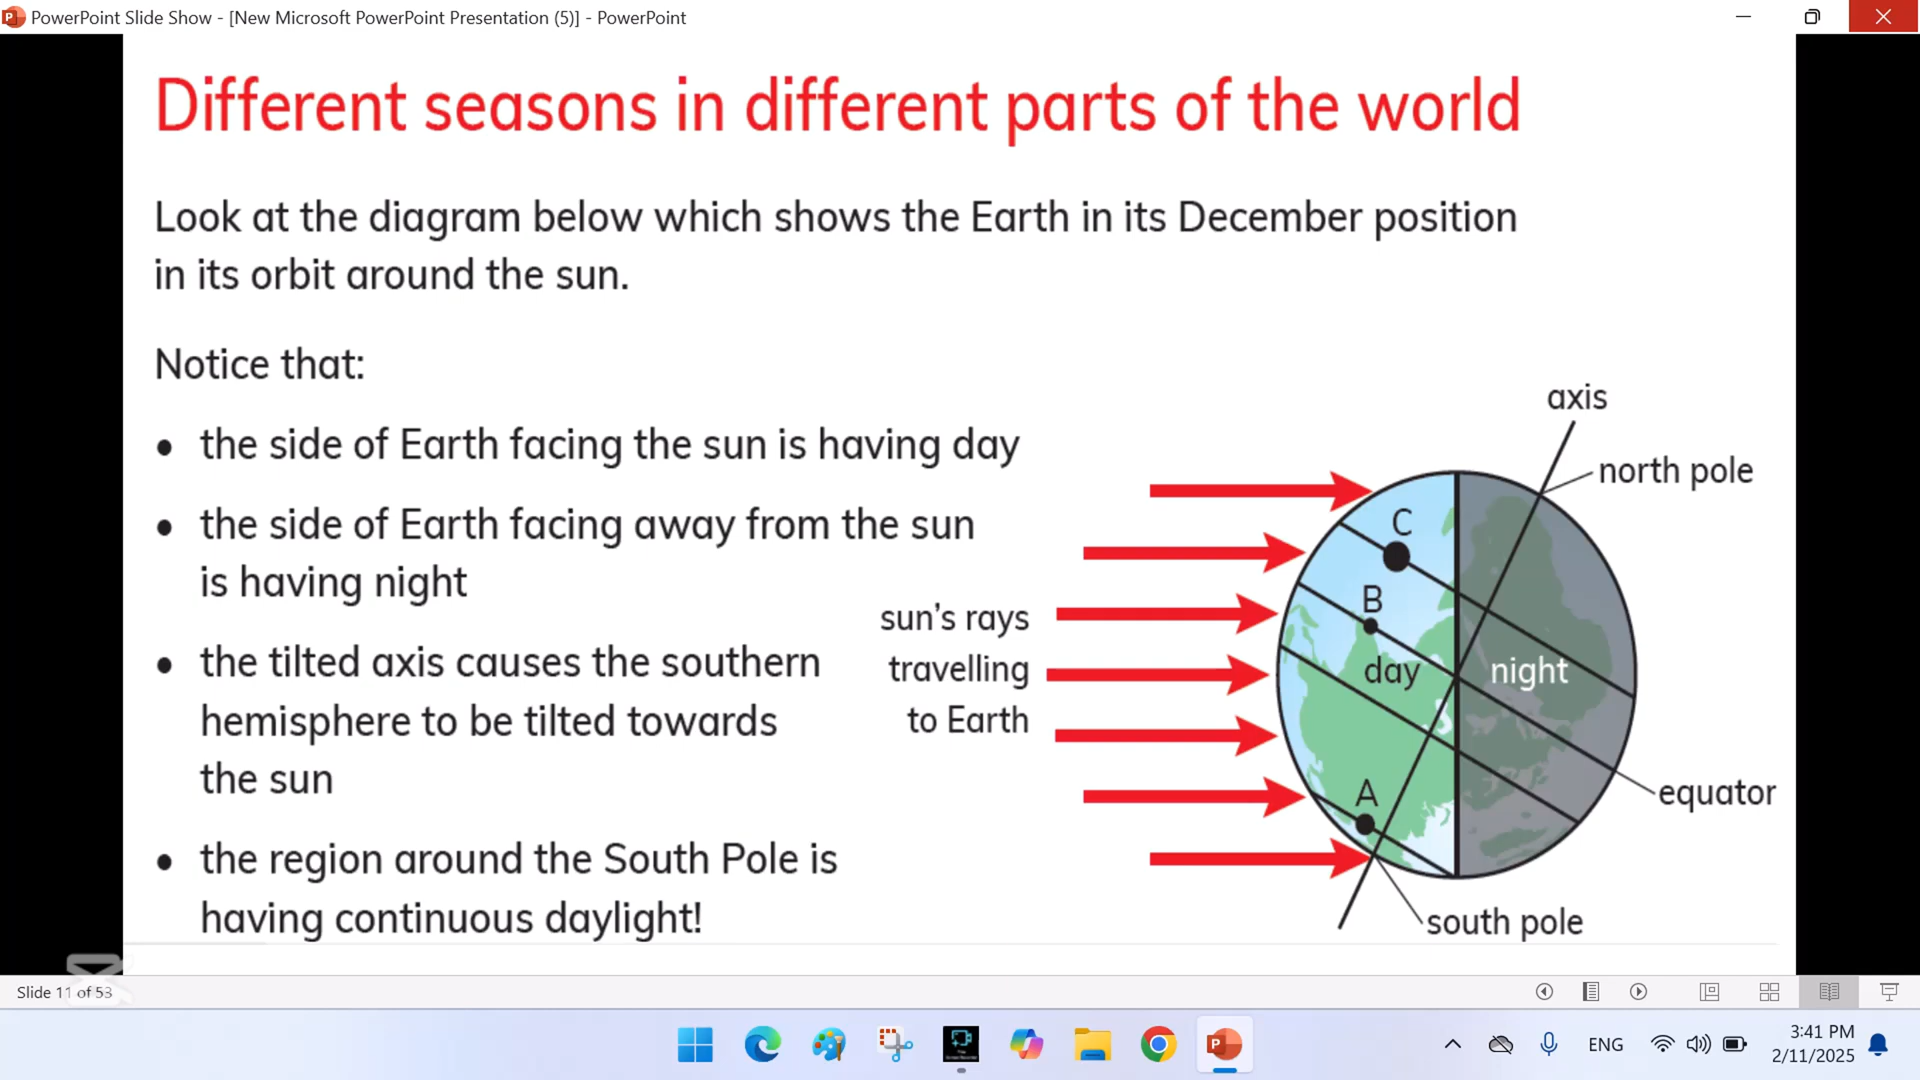 PowerPoint Slide Show - [New Microsoft PowerPoint Presentation (5)] - PowerPoint
Different seasons in different parts of the world
Look at the diagram below which shows the Earth in its December position
in its orbit around the sun.
Notice that:
• the side of Earth facing the sun is having day
• the side of Earth facing away from the sun
is having night
• the tilted axis causes the southern
hemisphere to be tilted towards
the sun
• the region around the South Pole is
having continuous daylight!
sun's rays
travelling
to Earth
axis
north pole
C
B
day
night
A
equator
south pole
Slide 11 of 53
ENG
3:41 PM
2/11/2025